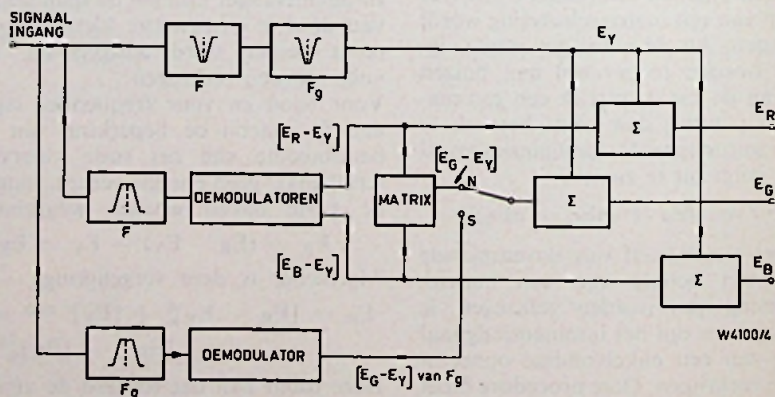 SIGNAAL
INGANG
F
Fg
EY
Σ
ER
[ER-EY]
[EG-EY]
N
S
F
DEMODULATOREN
MATRIX
Σ
EG
[EB-EY]
Σ
EB
W4100/4
Fg
DEMODULATOR
[EG-EY] van Fg